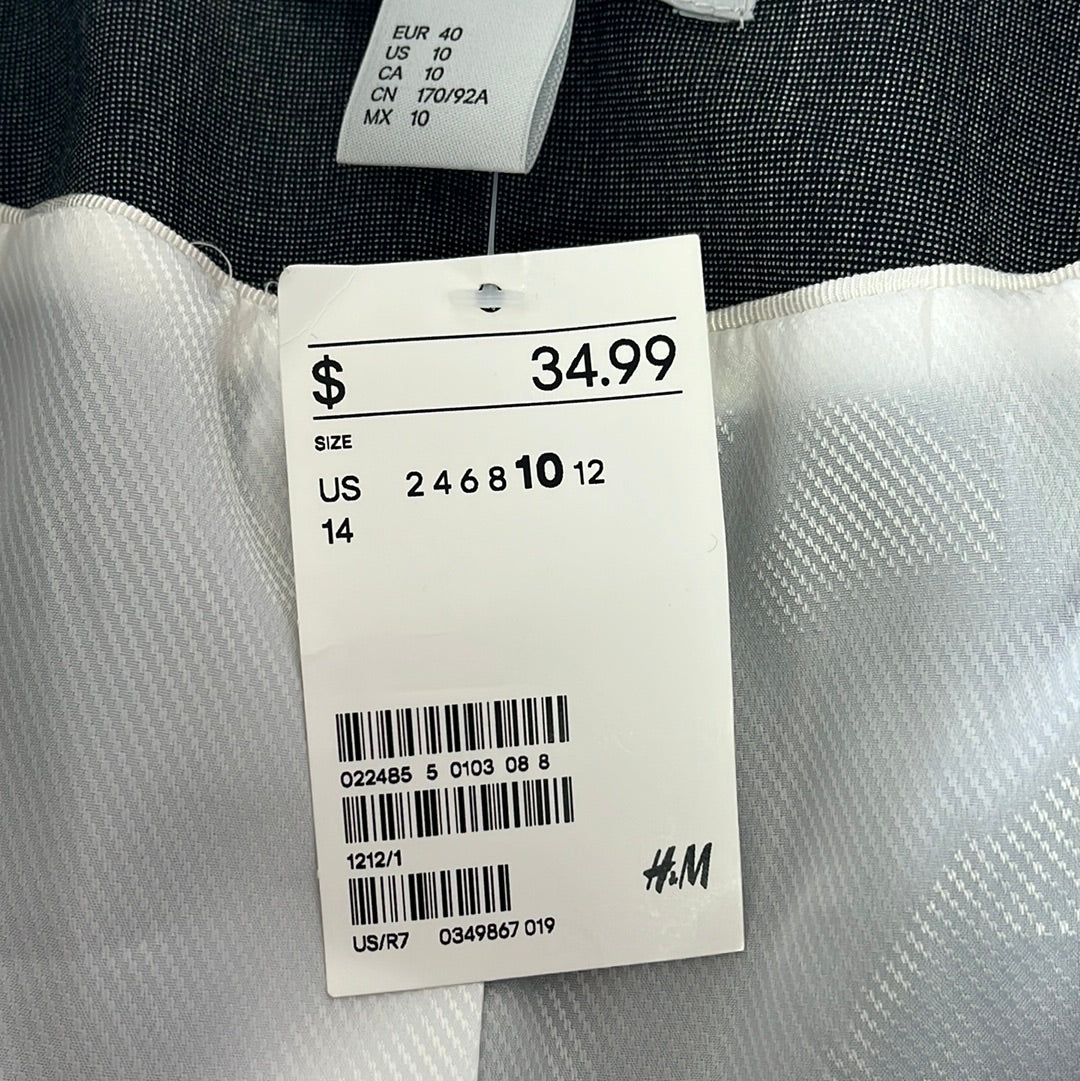 EUR 40
US 10
CA 10
CN 170/92A
MX 10
$ 34.99
SIZE
US 2 4 6 8 10 12
14
022485 5 0103 08 8
1212/1
H&M
US/R7 0349867 019